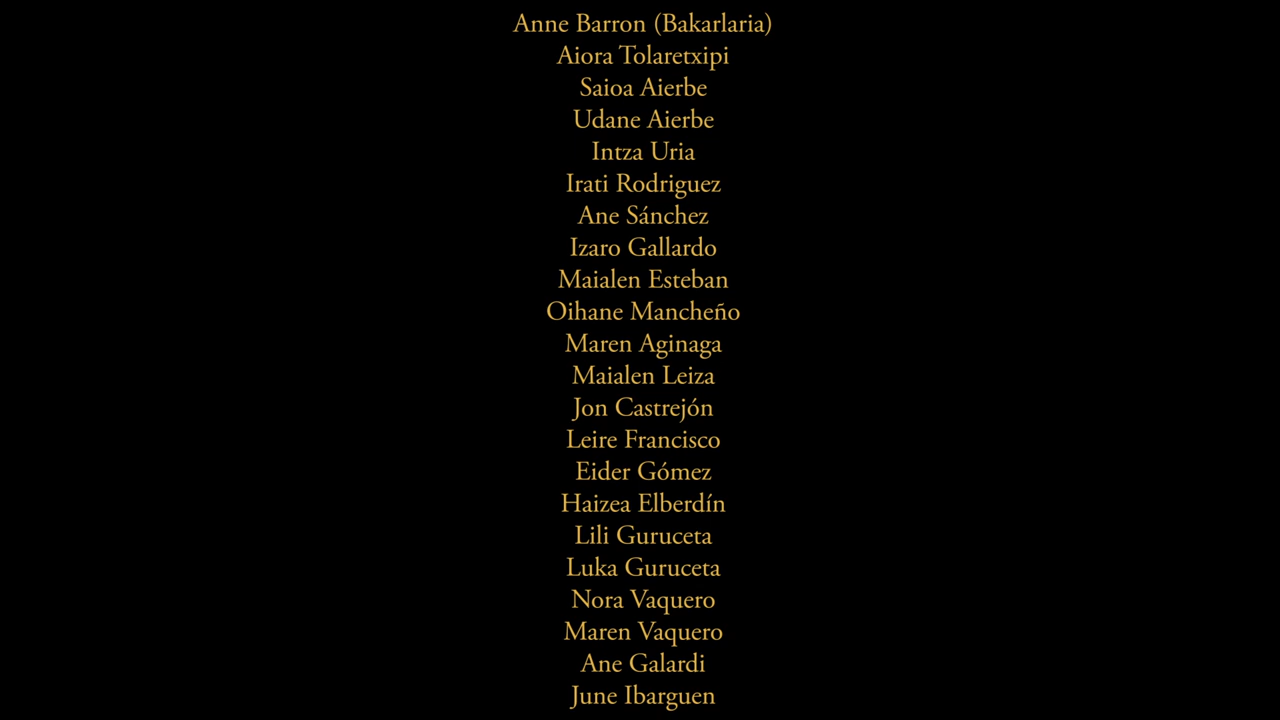 Anne Barron (Bakarlaria)
Aiora Tolaretxipi
Saioa Aierbe
Udane Aierbe
Intza Uria
Irati Rodriguez
Ane Sánchez
Izaro Gallardo
Maialen Esteban
Oihane Mancheño
Maren Aginaga
Maialen Leiza
Jon Castrejón
Leire Francisco
Eider Gómez
Haizea Elberdín
Lili Guruceta
Luka Guruceta
Nora Vaquero
Maren Vaquero
Ane Galardi
June Ibarguen